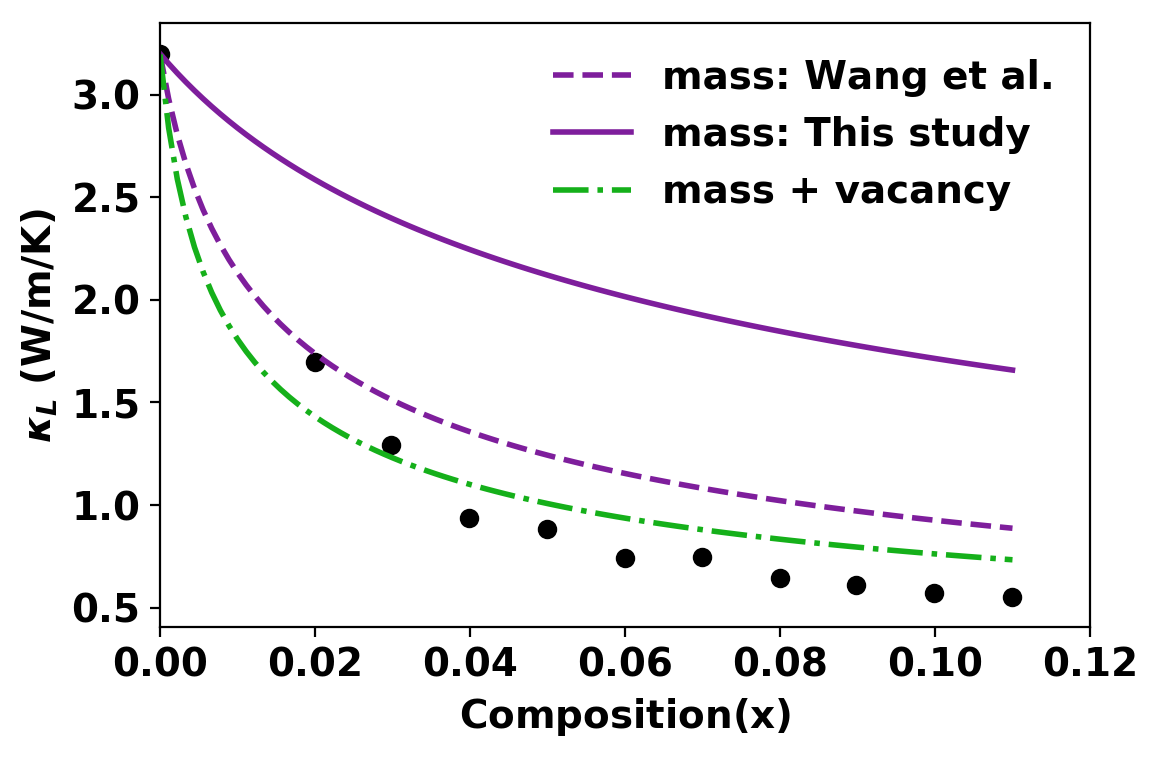 mass: Wang et al.
mass: This study
mass + vacancy
κL (W/m/K)
3.0
2.5
2.0
1.5
1.0
0.5
0.00 0.02 0.04 0.06 0.08 0.10 0.12
Composition(x)